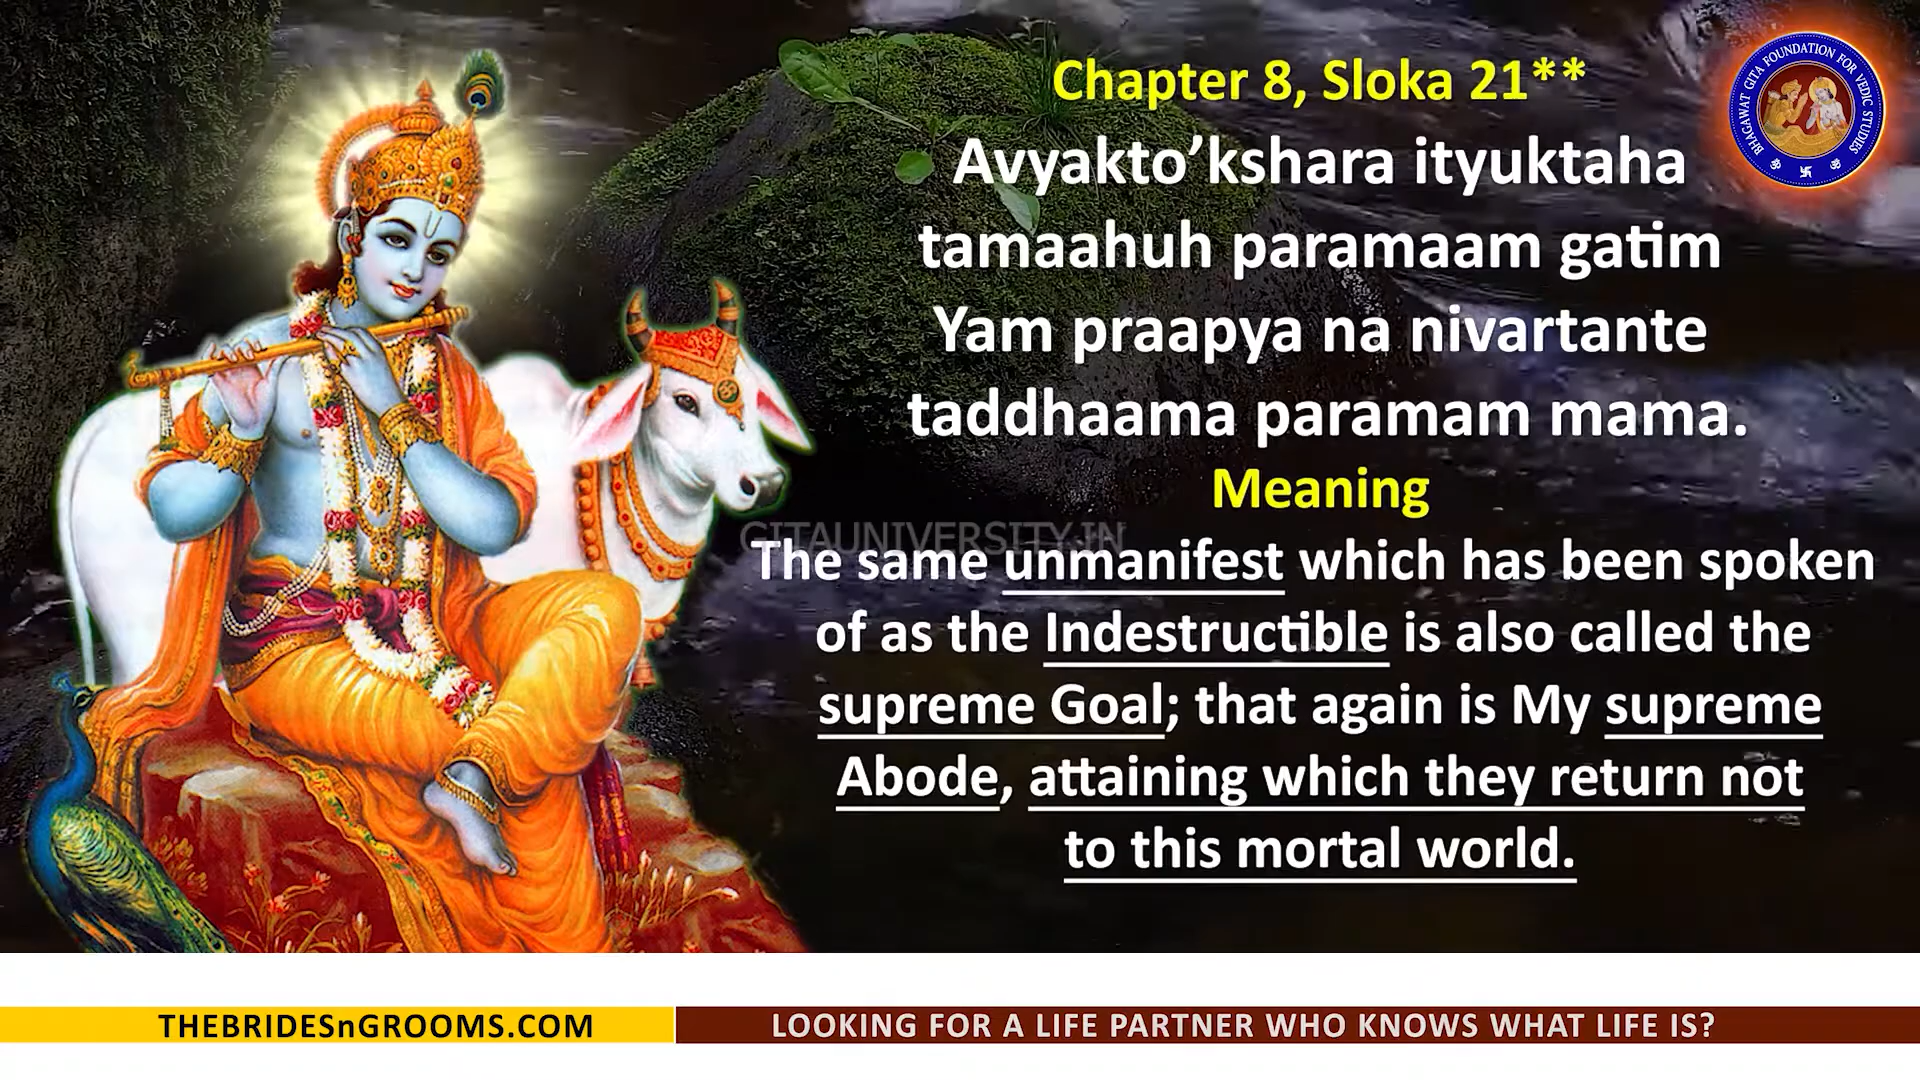 Chapter 8, Sloka 21**
Avyakto’kshara ityuktaha
tamaahuh paramaam gatim
Yam praapya na nivartante
taddhaama paramam mama.
Meaning
The same unmanifest which has been spoken
of as the Indestructible is also called the
supreme Goal; that again is My supreme
Abode, attaining which they return not
to this mortal world.
GITAUNIVERSITY.IN
BHAGAWAT GITA FOUNDATION FOR VEDIC STUDIES
THEBRIDESnGROOMS.COM
LOOKING FOR A LIFE PARTNER WHO KNOWS WHAT LIFE IS?